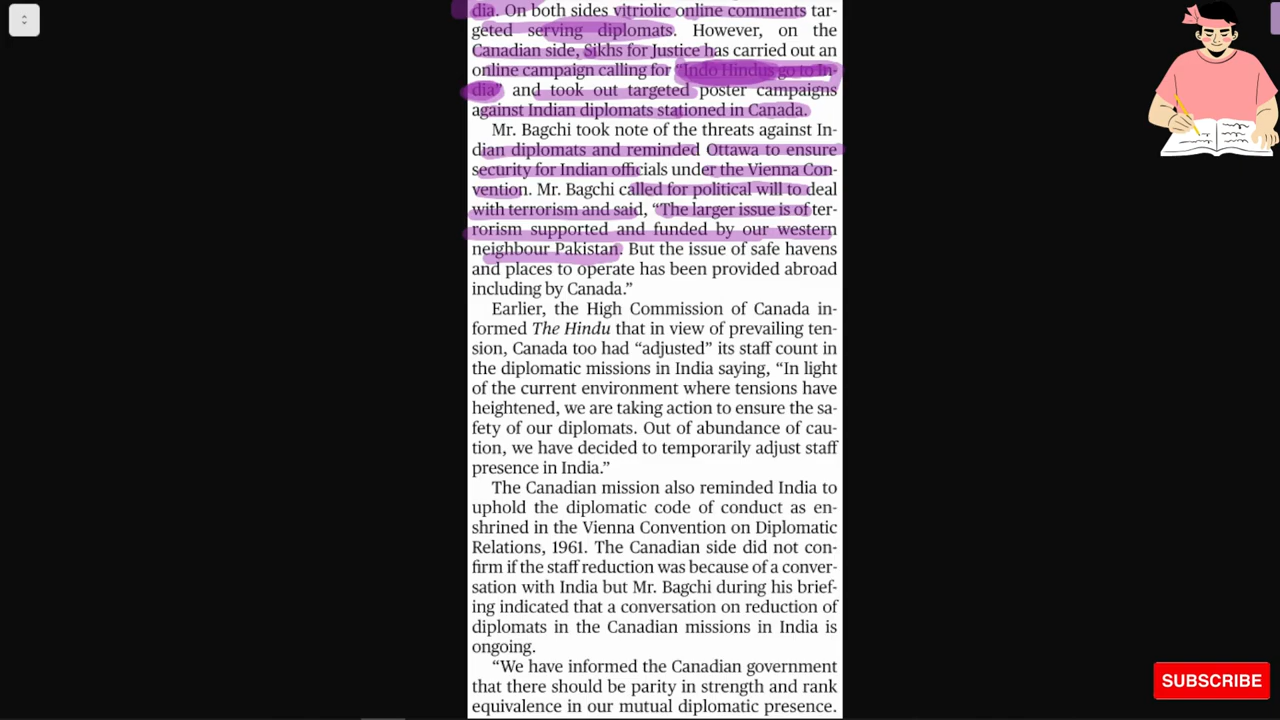 dia. On both sides vitriolic online comments tar-
geted serving diplomats. However, on the
Canadian side, Sikhs for Justice has carried out an
online campaign calling for “Indo Hindus go to In-
dia” and took out targeted poster campaigns
against Indian diplomats stationed in Canada.
Mr. Bagchi took note of the threats against In-
dian diplomats and reminded Ottawa to ensure
security for Indian officials under the Vienna Con-
vention. Mr. Bagchi called for political will to deal
with terrorism and said, “The larger issue is of ter-
rorism supported and funded by our western
neighbour Pakistan. But the issue of safe havens
and places to operate has been provided abroad
including by Canada.”
Earlier, the High Commission of Canada in-
formed The Hindu that in view of prevailing ten-
sion, Canada too had “adjusted” its staff count in
the diplomatic missions in India saying, “In light
of the current environment where tensions have
heightened, we are taking action to ensure the sa-
fety of our diplomats. Out of abundance of cau-
tion, we have decided to temporarily adjust staff
presence in India.”
The Canadian mission also reminded India to
uphold the diplomatic code of conduct as en-
shrined in the Vienna Convention on Diplomatic
Relations, 1961. The Canadian side did not con-
firm if the staff reduction was because of a conver-
sation with India but Mr. Bagchi during his brief-
ing indicated that a conversation on reduction of
diplomats in the Canadian missions in India is
ongoing.
“We have informed the Canadian government
that there should be parity in strength and rank
equivalence in our mutual diplomatic presence.
SUBSCRIBE